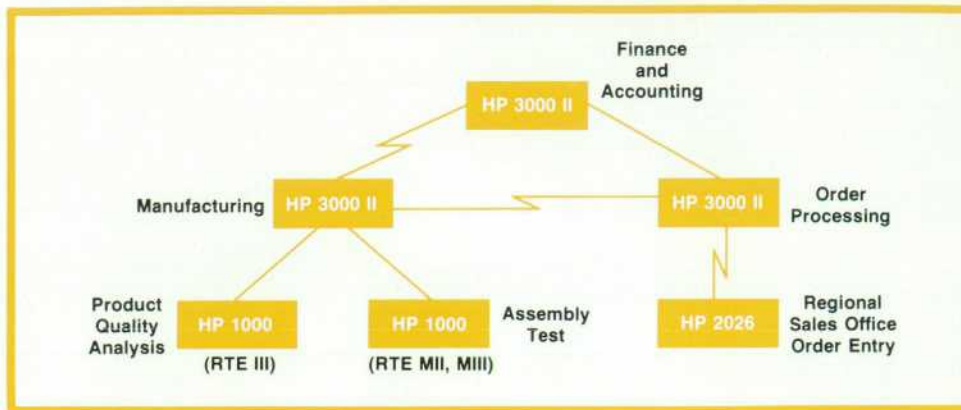 Finance
and
Accounting
HP 3000 II
Manufacturing
HP 3000 II
HP 3000 II
Order
Processing
Product
Quality
Analysis
HP 1000
(RTE III)
HP 1000
(RTE MII, MIII)
Assembly
Test
HP 2026
Regional
Sales Office
Order Entry